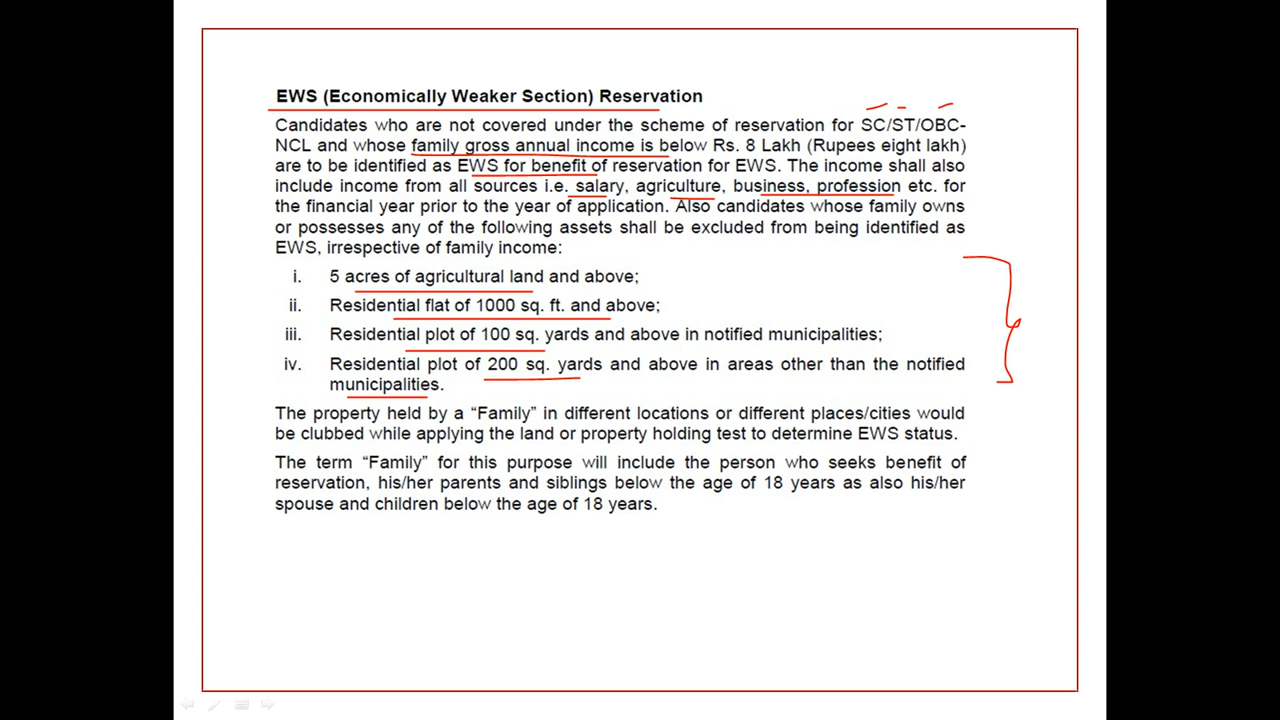 EWS (Economically Weaker Section) Reservation
Candidates who are not covered under the scheme of reservation for SC/ST/OBC-
NCL and whose family gross annual income is below Rs. 8 Lakh (Rupees eight lakh)
are to be identified as EWS for benefit of reservation for EWS. The income shall also
include income from all sources i.e. salary, agriculture, business, profession etc. for
the financial year prior to the year of application. Also candidates whose family owns
or possesses any of the following assets shall be excluded from being identified as
EWS, irrespective of family income:
i. 5 acres of agricultural land and above;
ii. Residential flat of 1000 sq. ft. and above;
iii. Residential plot of 100 sq. yards and above in notified municipalities;
iv. Residential plot of 200 sq. yards and above in areas other than the notified
municipalities.
The property held by a “Family” in different locations or different places/cities would
be clubbed while applying the land or property holding test to determine EWS status.
The term “Family” for this purpose will include the person who seeks benefit of
reservation, his/her parents and siblings below the age of 18 years as also his/her
spouse and children below the age of 18 years.